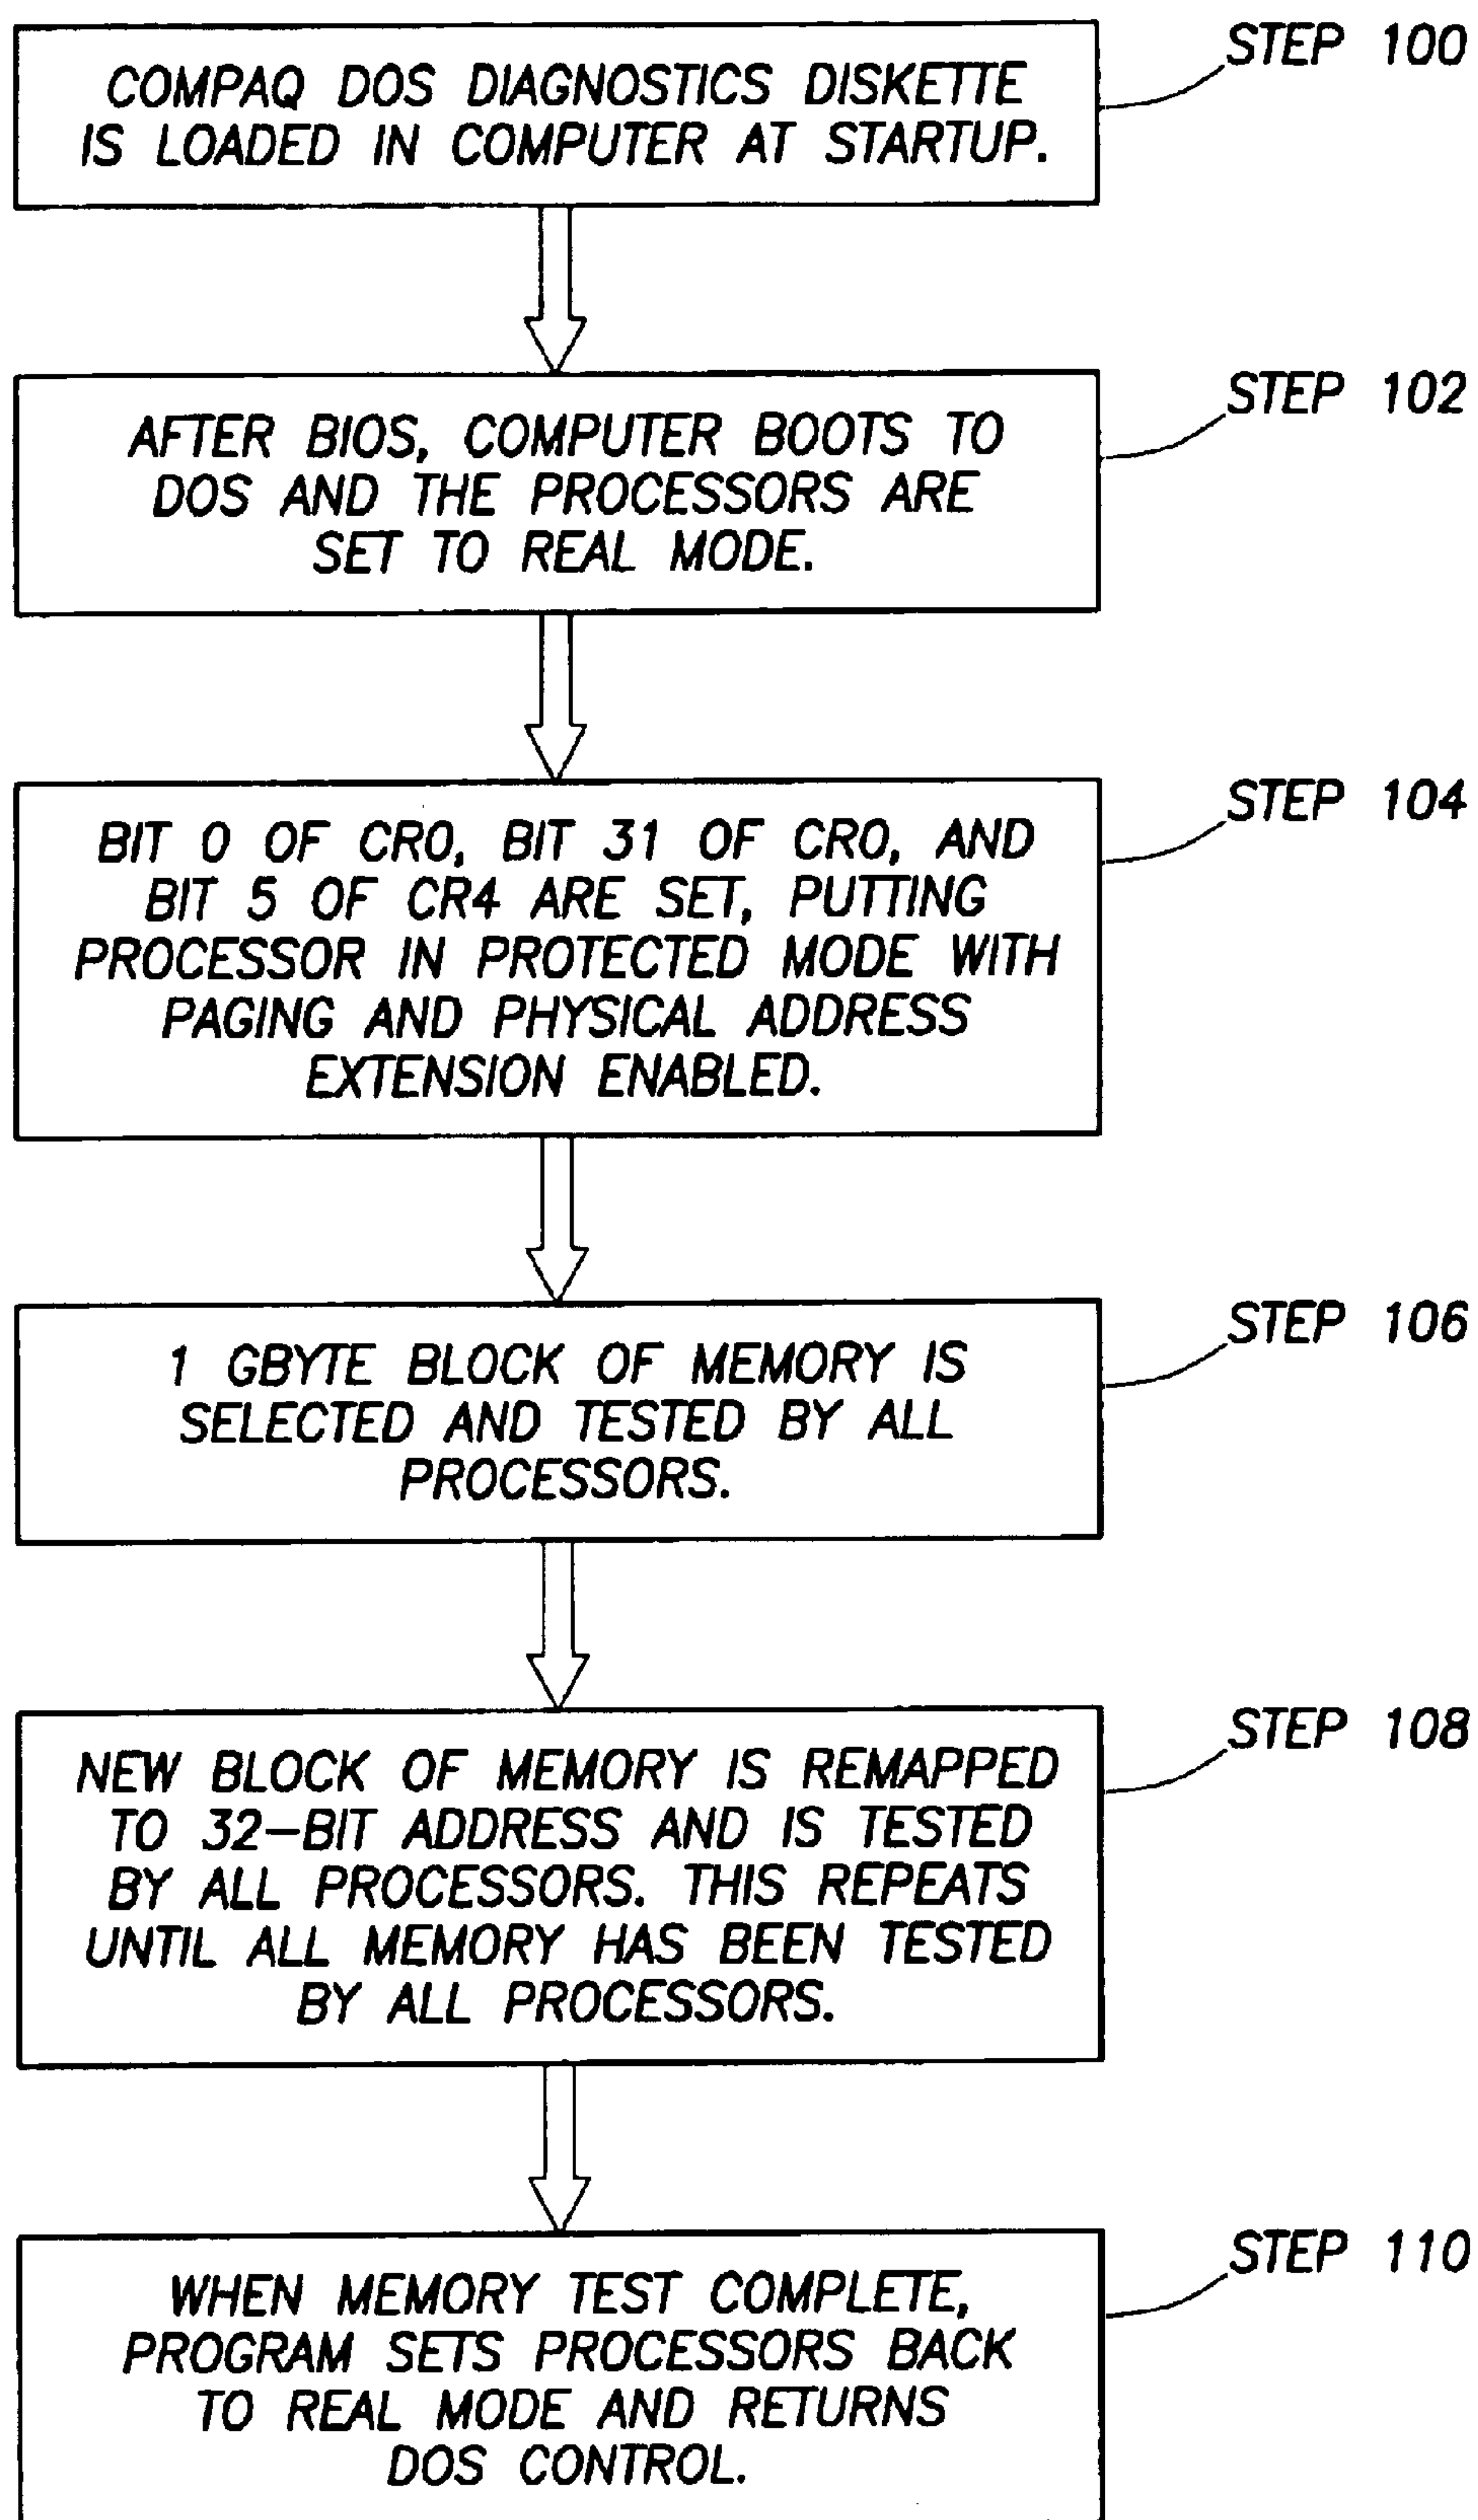 COMPAQ DOS DIAGNOSTICS DISKETTE
IS LOADED IN COMPUTER AT STARTUP.
STEP 100
AFTER BIOS, COMPUTER BOOTS TO
DOS AND THE PROCESSORS ARE
SET TO REAL MODE.
STEP 102
BIT 0 OF CR0, BIT 31 OF CR0, AND
BIT 5 OF CR4 ARE SET, PUTTING
PROCESSOR IN PROTECTED MODE WITH
PAGING AND PHYSICAL ADDRESS
EXTENSION ENABLED.
STEP 104
1 GBYTE BLOCK OF MEMORY IS
SELECTED AND TESTED BY ALL
PROCESSORS.
STEP 106
NEW BLOCK OF MEMORY IS REMAPPED
TO 32-BIT ADDRESS AND IS TESTED
BY ALL PROCESSORS. THIS REPEATS
UNTIL ALL MEMORY HAS BEEN TESTED
BY ALL PROCESSORS.
STEP 108
WHEN MEMORY TEST COMPLETE,
PROGRAM SETS PROCESSORS BACK
TO REAL MODE AND RETURNS
DOS CONTROL.
STEP 110